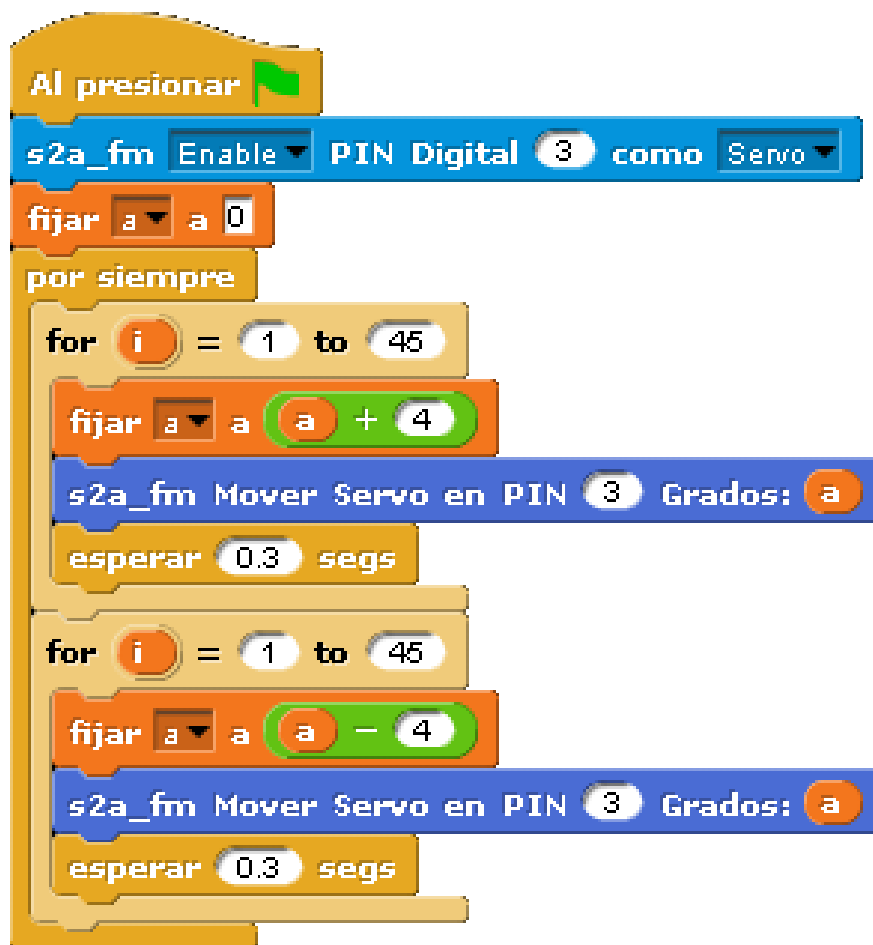 Al presionar
s2a_fm Enable PIN Digital 3 como Servo
fijar a a 0
por siempre
for i = 1 to 45
fijar a a a + 4
s2a_fm Mover Servo en PIN 3 Grados: a
esperar 0.3 segs
for i = 1 to 45
fijar a a a - 4
s2a_fm Mover Servo en PIN 3 Grados: a
esperar 0.3 segs